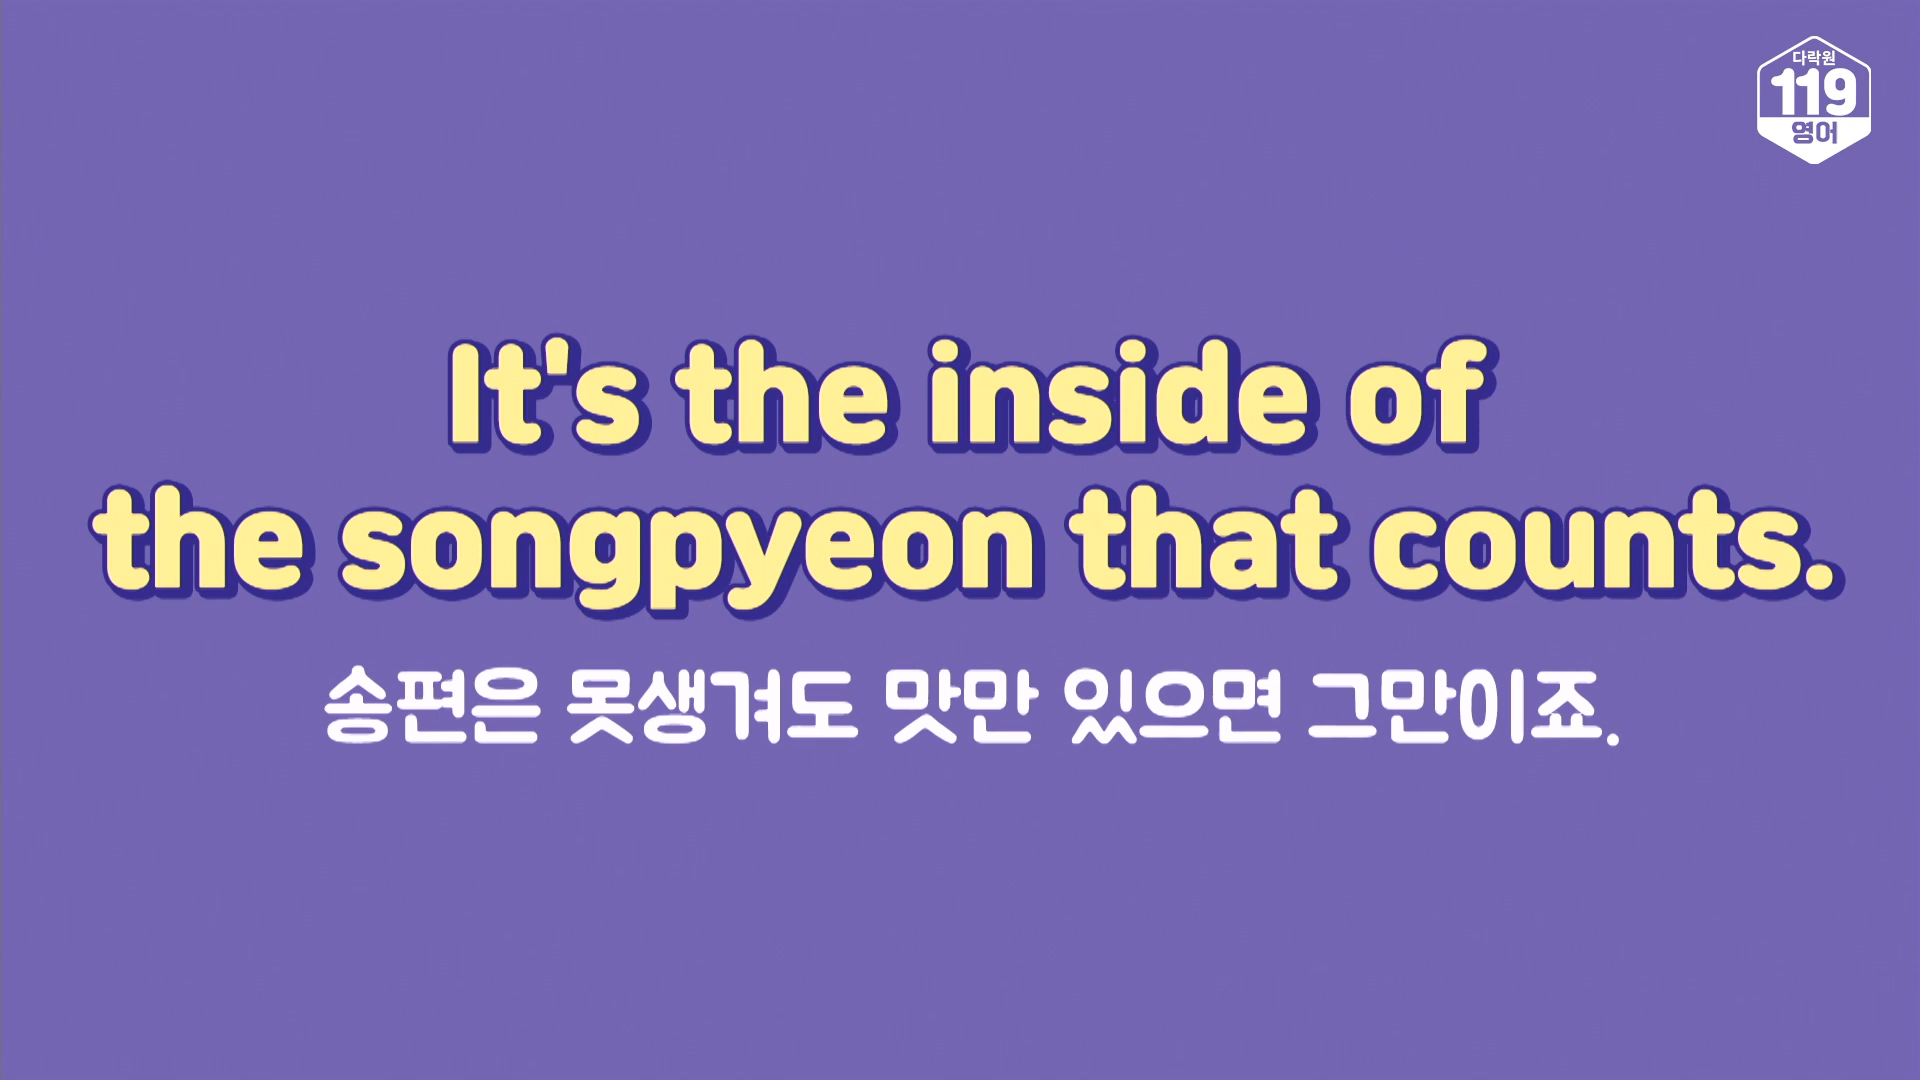 다락원
119
영어
It's the inside of
the songpyeon that counts.
송편은 못생겨도 맛만 있으면 그만이죠.